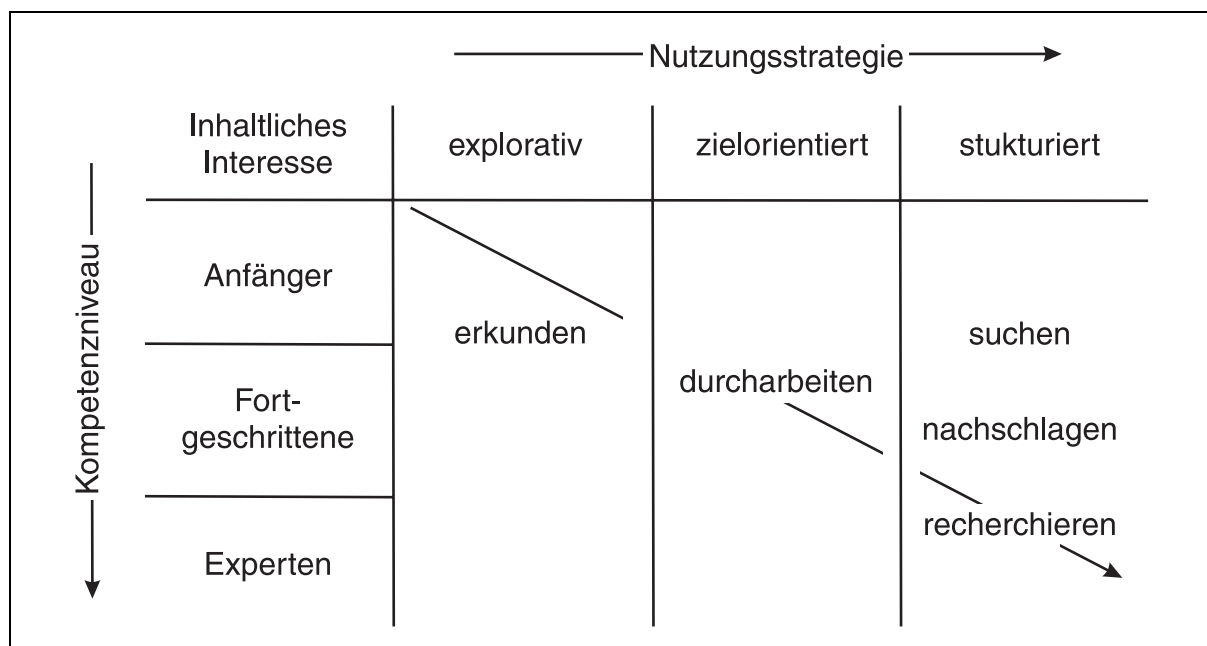 Nutzungsstrategie
Inhaltliches
Interesse
explorativ
zielorientiert
stukturiert
Kompetenzniveau
Anfänger
erkunden
suchen
durcharbeiten
Fort-
geschrittene
nachschlagen
recherchieren
Experten